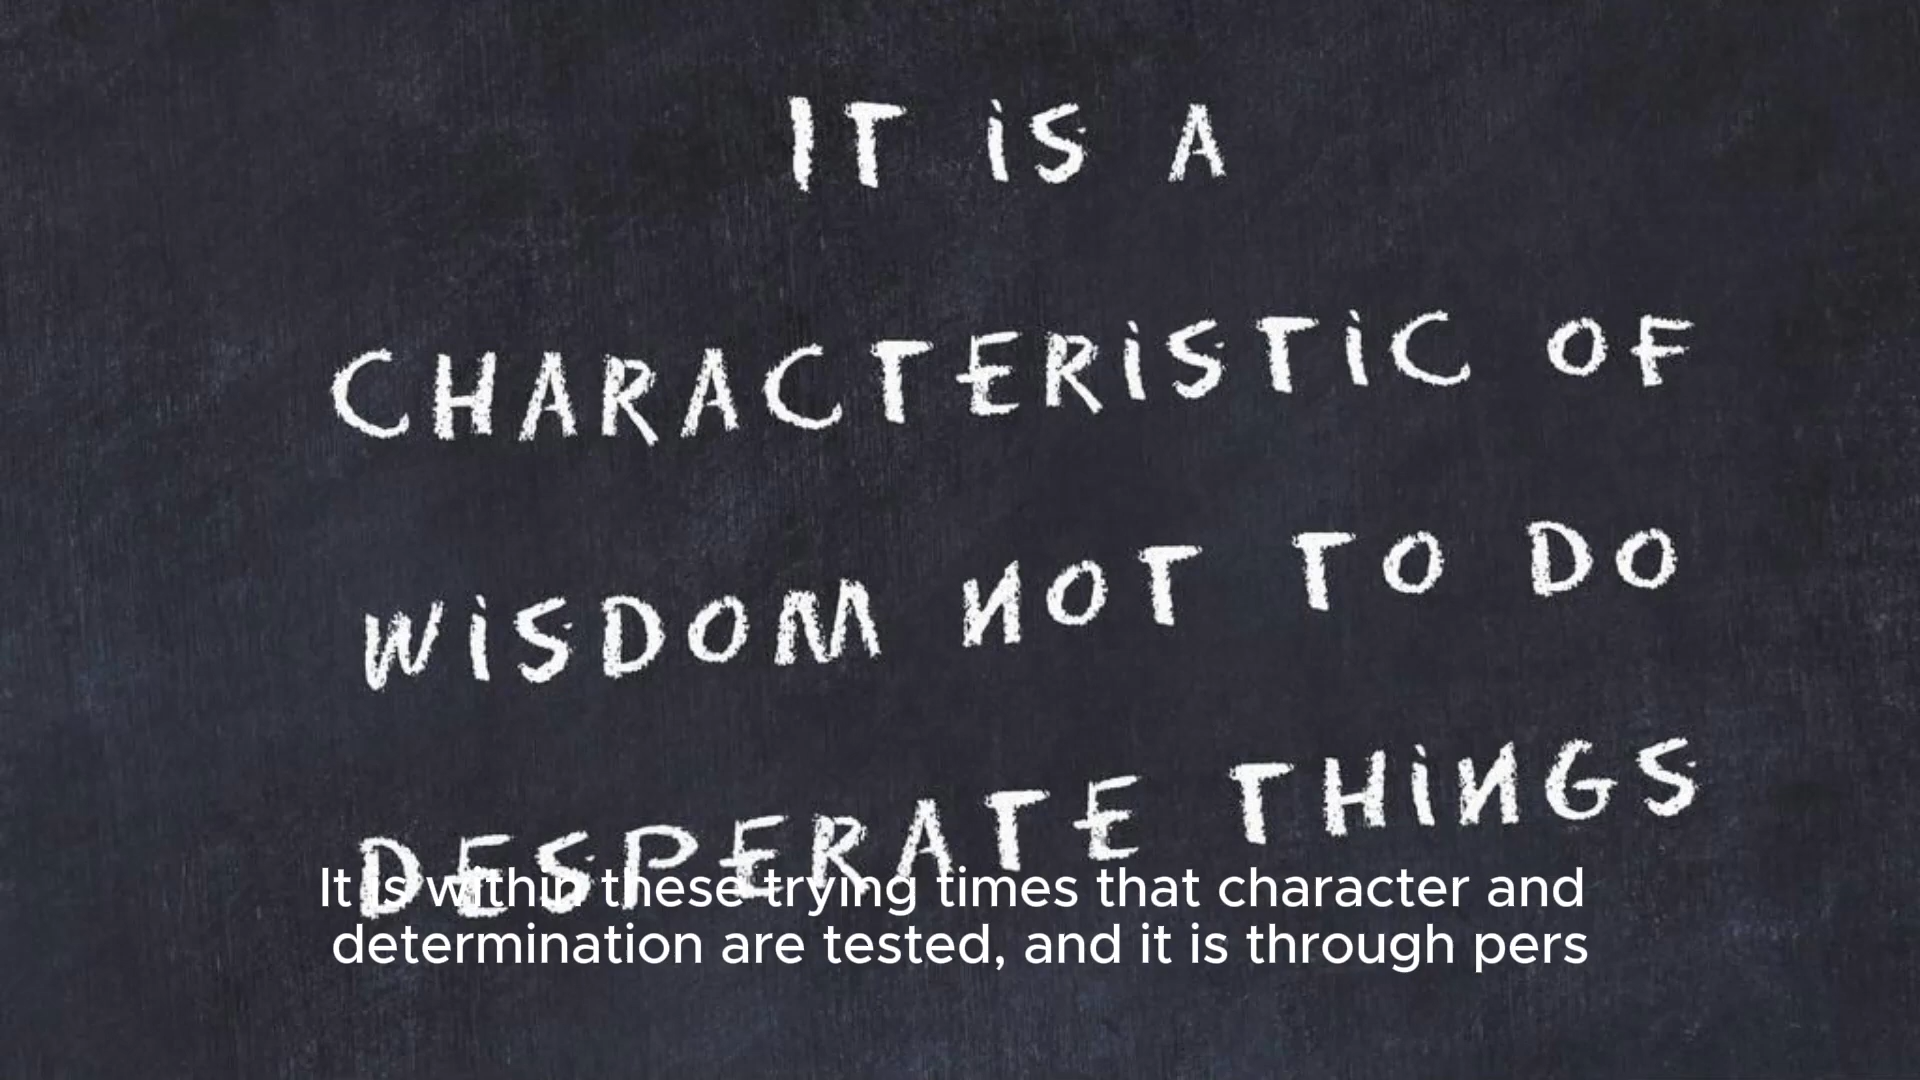 IT iS A
CHARACTERiSTiC OF
WiSDOM NOT TO DO
DESPERATE THiNGS
It is within these trying times that character and
determination are tested, and it is through pers